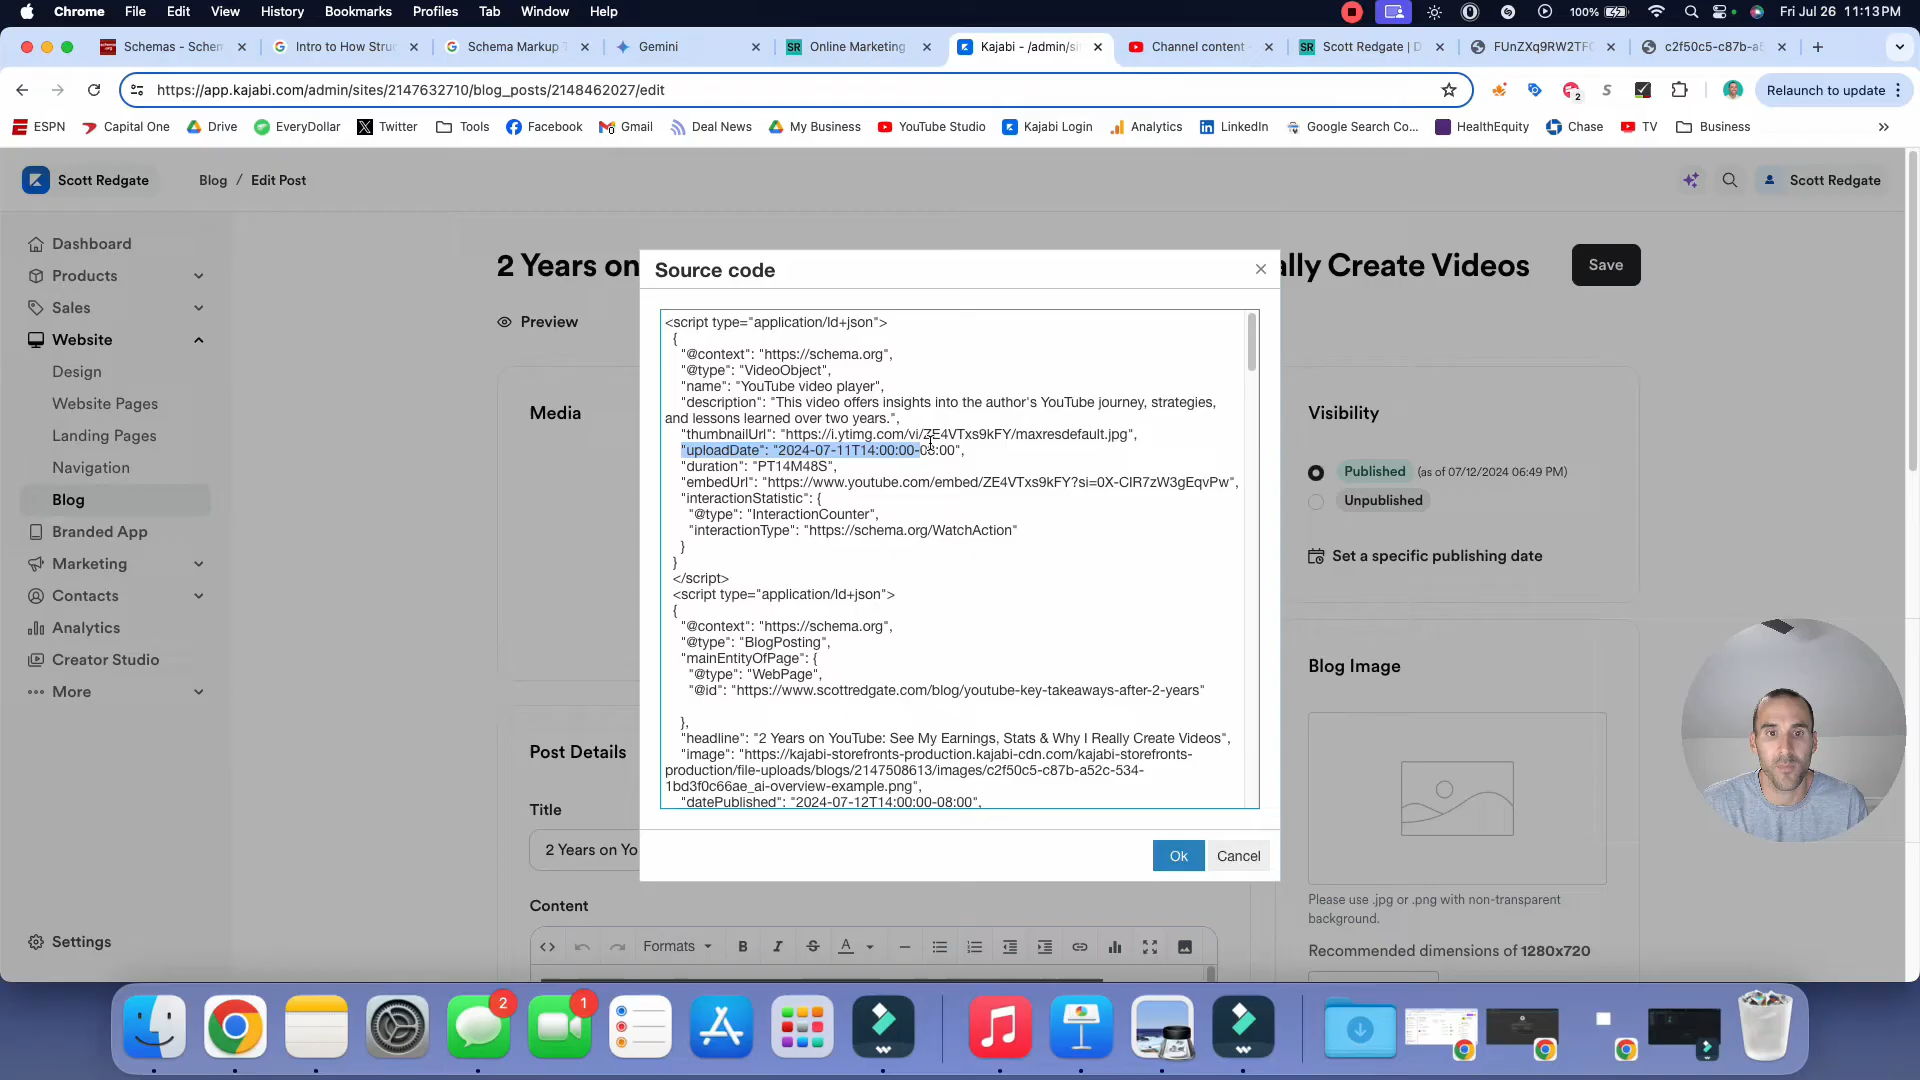 Chrome File Edit View History Bookmarks Profiles Tab Window Help 100% Fri Jul 26 11:13 PM
Schemas - Schem Intro to How Struc Schema Markup T Gemini Online Marketing Kajabi - /admin/si Channel content - Scott Redgate | D FUnZXq9RW2TF c2f50c5-c87b-a5
https://app.kajabi.com/admin/sites/2147632710/blog_posts/2148462027/edit 2 Relaunch to update
ESPN Capital One Drive EveryDollar Twitter Tools Facebook Gmail Deal News My Business YouTube Studio Kajabi Login Analytics LinkedIn Google Search Co... HealthEquity Chase TV Business
Scott Redgate Blog / Edit Post Scott Redgate
Dashboard
Products
Sales
Website
Design
Website Pages
Landing Pages
Navigation
Blog
Branded App
Marketing
Contacts
Analytics
Creator Studio
More
Settings
2 Years on ally Create Videos Save
Preview
Media
Post Details
Title
2 Years on Yo
Content
Formats B I S A
Source code
<script type="application/ld+json">
{
"@context": "https://schema.org",
"@type": "VideoObject",
"name": "YouTube video player",
"description": "This video offers insights into the author's YouTube journey, strategies,
and lessons learned over two years.",
"thumbnailUrl": "https://i.ytimg.com/vi/ZE4VTxs9kFY/maxresdefault.jpg",
"uploadDate": "2024-07-11T14:00:00-08:00",
"duration": "PT14M48S",
"embedUrl": "https://www.youtube.com/embed/ZE4VTxs9kFY?si=0X-CIR7zW3gEqvPw",
"interactionStatistic": {
"@type": "InteractionCounter",
"interactionType": "https://schema.org/WatchAction"
}
}
</script>
<script type="application/ld+json">
{
"@context": "https://schema.org",
"@type": "BlogPosting",
"mainEntityOfPage": {
"@type": "WebPage",
"@id": "https://www.scottredgate.com/blog/youtube-key-takeaways-after-2-years"
},
"headline": "2 Years on YouTube: See My Earnings, Stats & Why I Really Create Videos",
"image": "https://kajabi-storefronts-production.kajabi-cdn.com/kajabi-storefronts-
production/file-uploads/blogs/2147508613/images/c2f50c5-c87b-a52c-534-
1bd3f0c66ae_ai-overview-example.png",
"datePublished": "2024-07-12T14:00:00-08:00",
Ok Cancel
Visibility
Published (as of 07/12/2024 06:49 PM)
Unpublished
Set a specific publishing date
Blog Image
Please use .jpg or .png with non-transparent
background.
Recommended dimensions of 1280x720
2 1